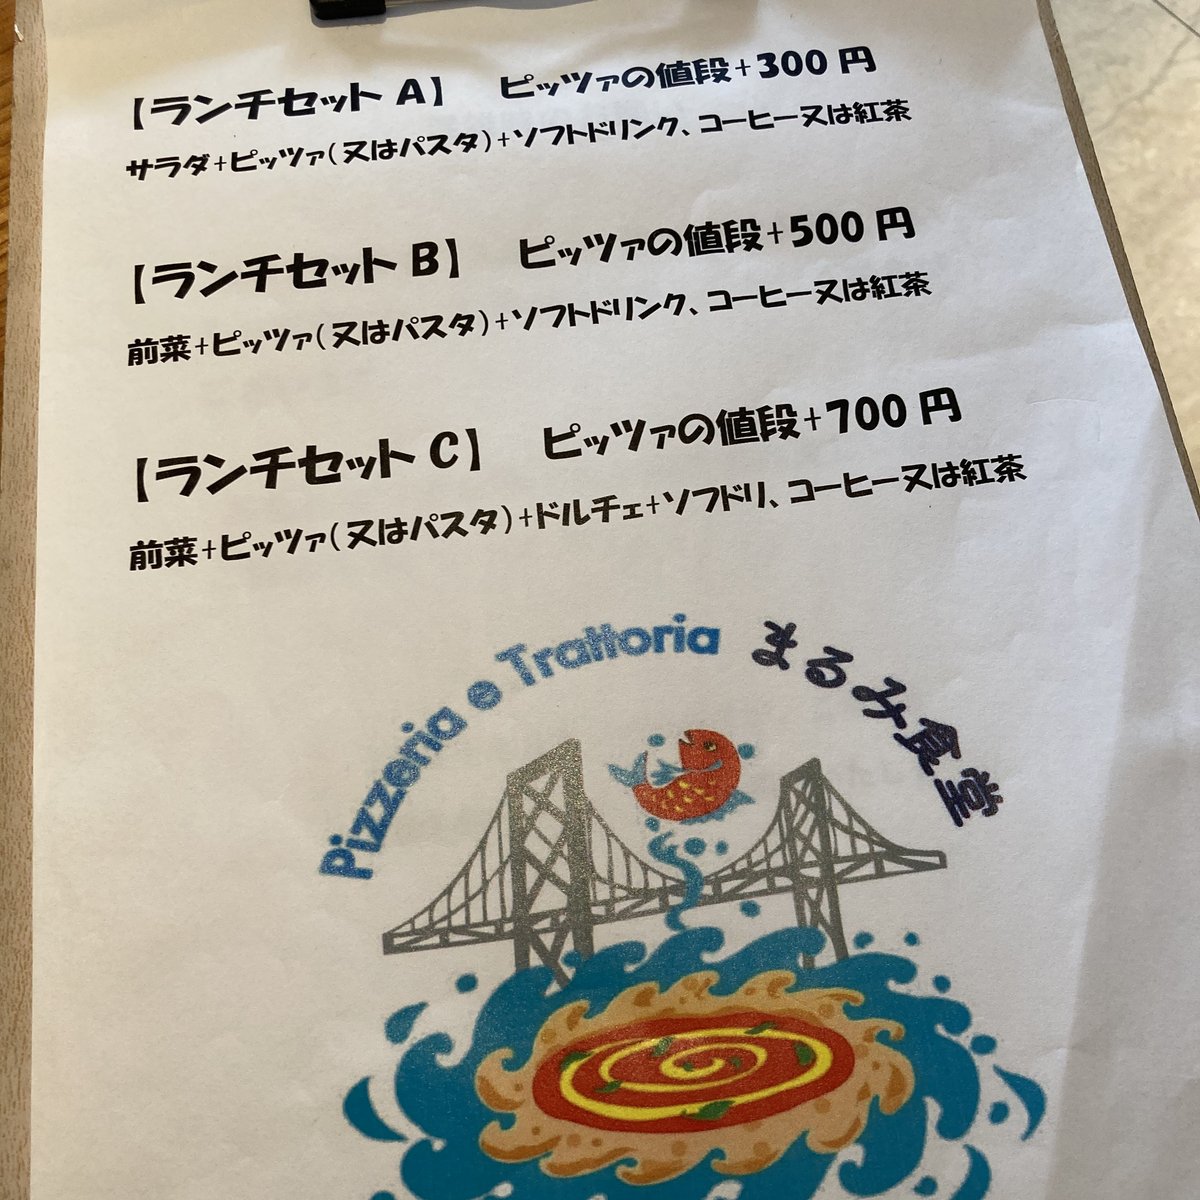 【ランチセット A】 ピッツァの値段+300 円
サラダ+ピッツァ(又はパスタ)+ソフトドリンク、コーヒー又は紅茶
【ランチセット B】 ピッツァの値段+500 円
前菜+ピッツァ(又はパスタ)+ソフトドリンク、コーヒー又は紅茶
【ランチセット C】 ピッツァの値段+700 円
前菜+ピッツァ(又はパスタ)+ドルチェ+ソフドリ、コーヒー又は紅茶
Pizzeria e Trattoria まるみ食堂